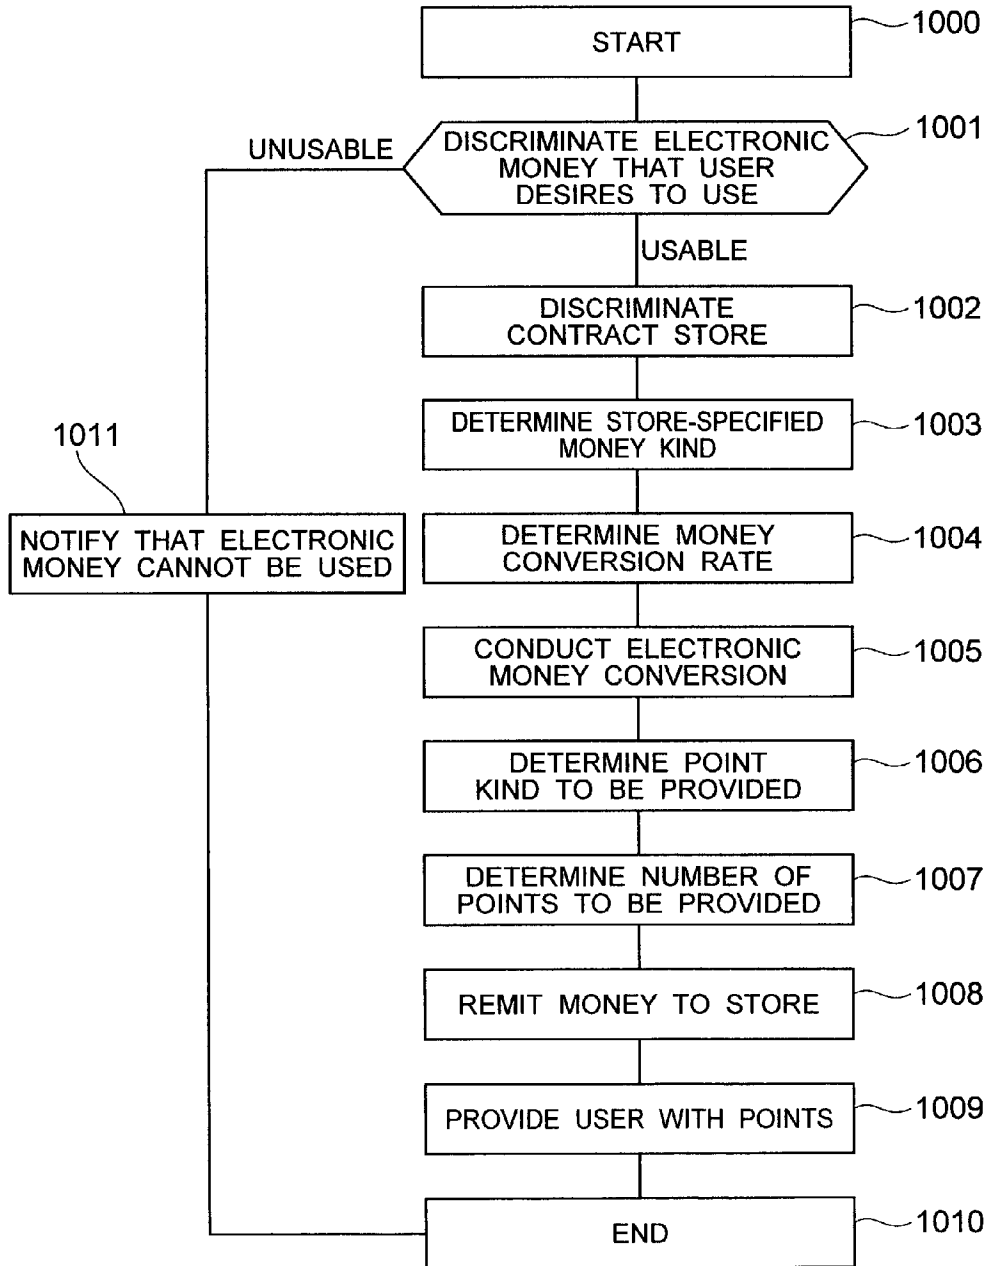 START
1000
DISCRIMINATE ELECTRONIC
MONEY THAT USER
DESIRES TO USE
1001
UNUSABLE
USABLE
DISCRIMINATE
CONTRACT STORE
1002
DETERMINE STORE-SPECIFIED
MONEY KIND
1003
1011
NOTIFY THAT ELECTRONIC
MONEY CANNOT BE USED
DETERMINE MONEY
CONVERSION RATE
1004
CONDUCT ELECTRONIC
MONEY CONVERSION
1005
DETERMINE POINT
KIND TO BE PROVIDED
1006
DETERMINE NUMBER OF
POINTS TO BE PROVIDED
1007
REMIT MONEY TO STORE
1008
PROVIDE USER WITH POINTS
1009
END
1010